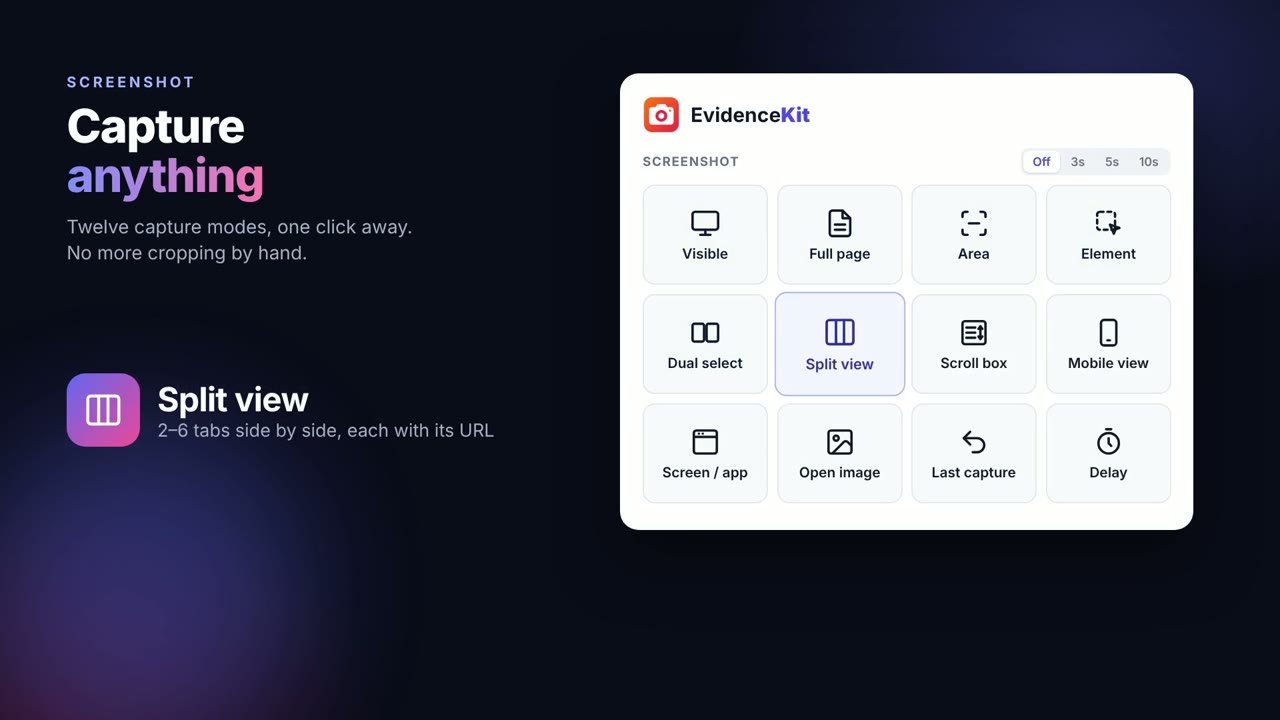 SCREENSHOT
Capture
anything
Twelve capture modes, one click away.
No more cropping by hand.
Split view
2–6 tabs side by side, each with its URL
EvidenceKit
SCREENSHOT
Off 3s 5s 10s
Visible
Full page
Area
Element
Dual select
Split view
Scroll box
Mobile view
Screen / app
Open image
Last capture
Delay